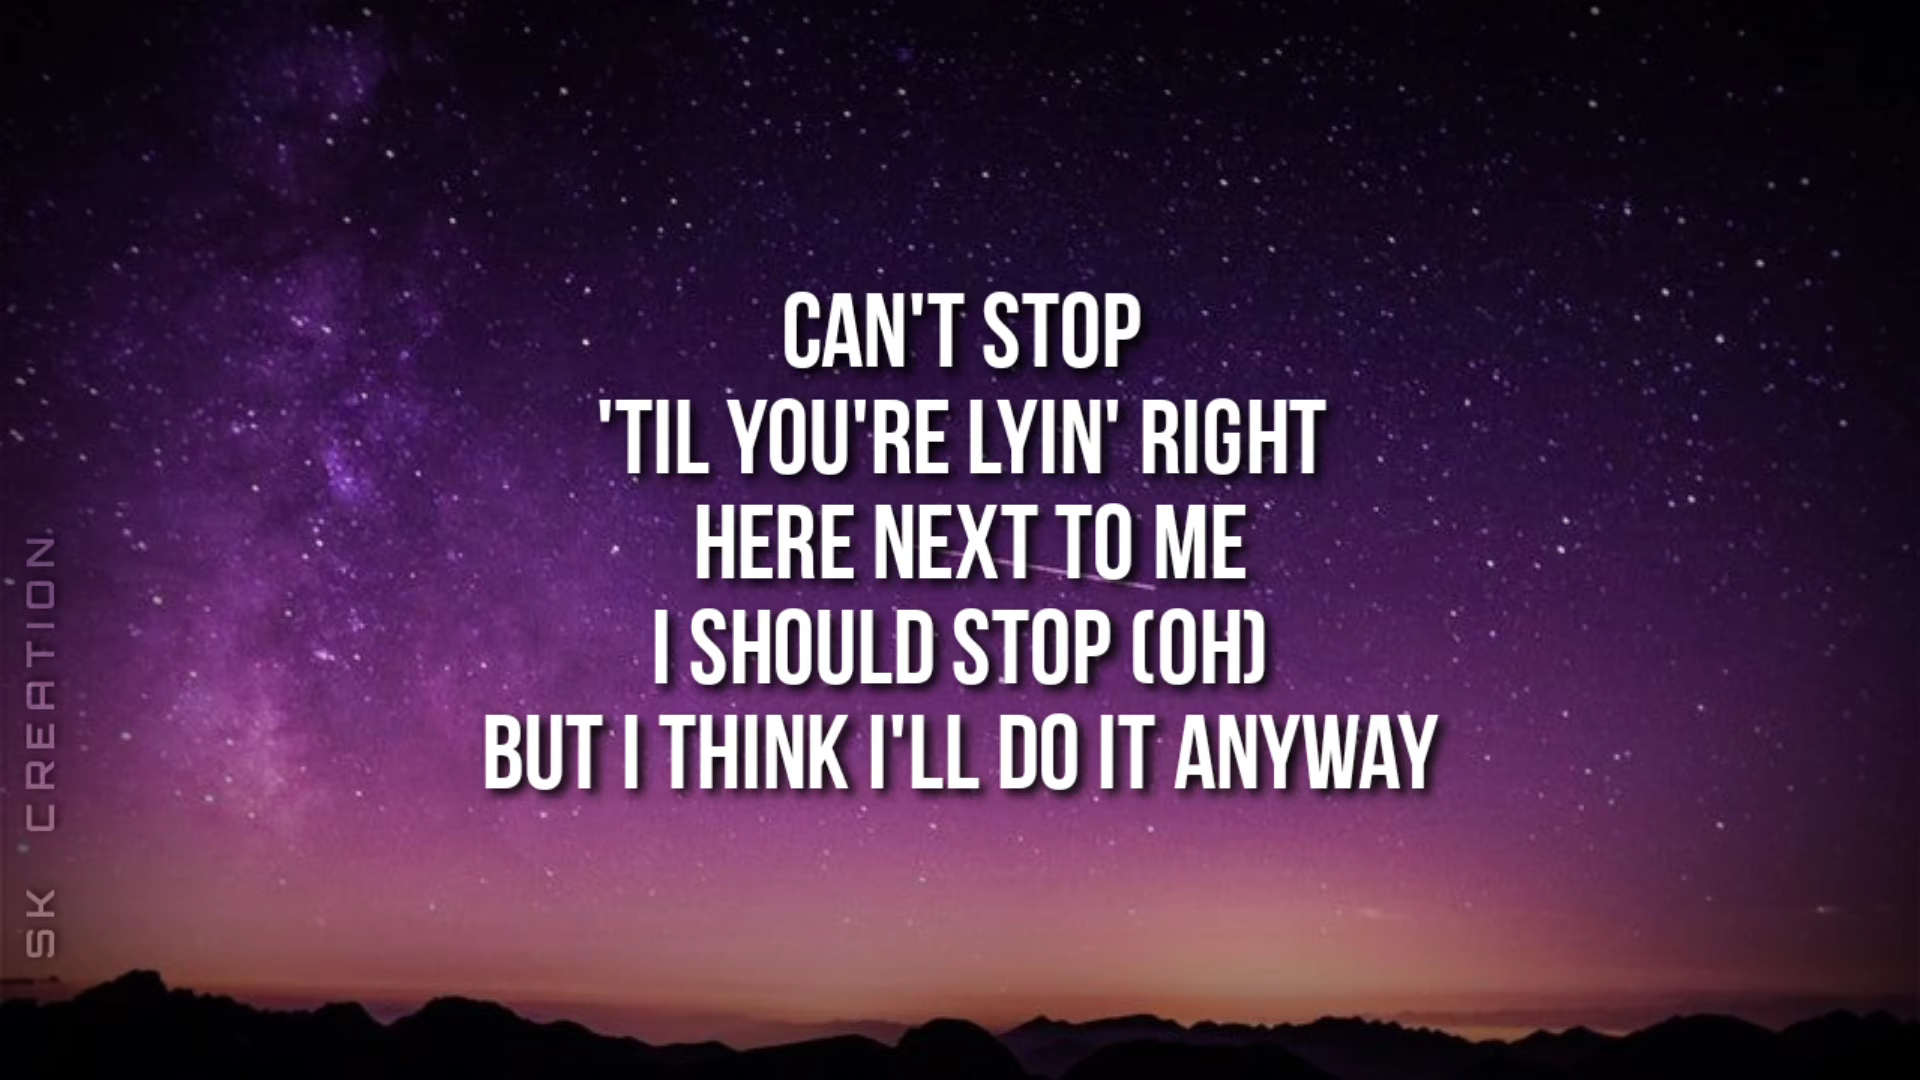 CAN'T STOP
'TIL YOU'RE LYIN' RIGHT
HERE NEXT TO ME
I SHOULD STOP (OH)
BUT I THINK I'LL DO IT ANYWAY
SK CREATION